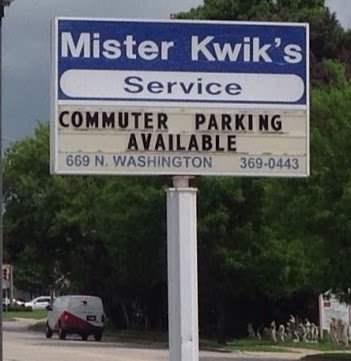 Mister Kwik's
Service
COMMUTER PARKING
AVAILABLE
669 N. WASHINGTON 369-0443